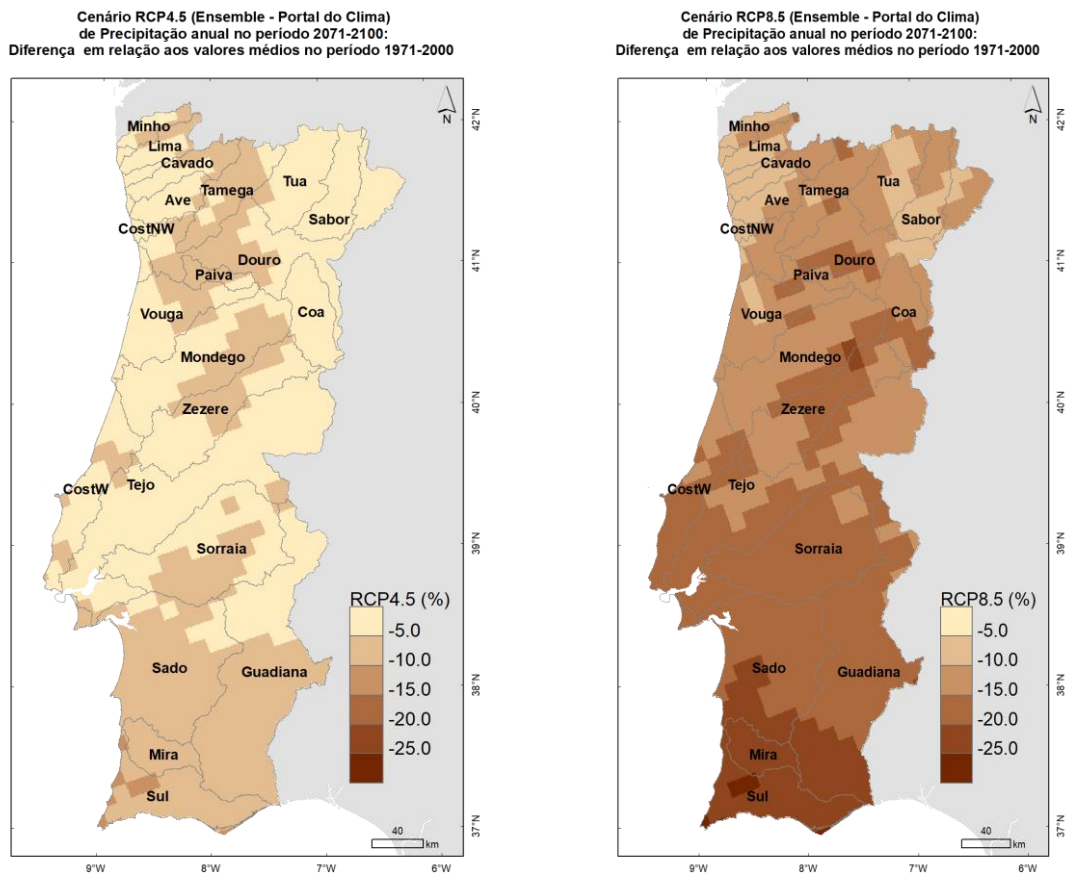 Cenário RCP4.5 (Ensemble - Portal do Clima)
de Precipitação anual no período 2071-2100:
Diferença em relação aos valores médios no período 1971-2000
N
42°N
41°N
40°N
39°N
38°N
37°N
Minho
Lima
Cavado
Tamega
Tua
Ave
Sabor
CostNW
Douro
Paiva
Vouga
Coa
Mondego
Zezere
CostW
Tejo
Sorraia
Sado
Guadiana
Mira
Sul
RCP4.5 (%)
-5.0
-10.0
-15.0
-20.0
-25.0
40
km
9°W
8°W
7°W
6°W
Cenário RCP8.5 (Ensemble - Portal do Clima)
de Precipitação anual no período 2071-2100:
Diferença em relação aos valores médios no período 1971-2000
N
42°N
41°N
40°N
39°N
38°N
37°N
Minho
Lima
Cavado
Tamega
Tua
Ave
Sabor
CostNW
Douro
Paiva
Vouga
Coa
Mondego
Zezere
CostW
Tejo
Sorraia
Sado
Guadiana
Mira
Sul
RCP8.5 (%)
-5.0
-10.0
-15.0
-20.0
-25.0
40
km
9°W
8°W
7°W
6°W